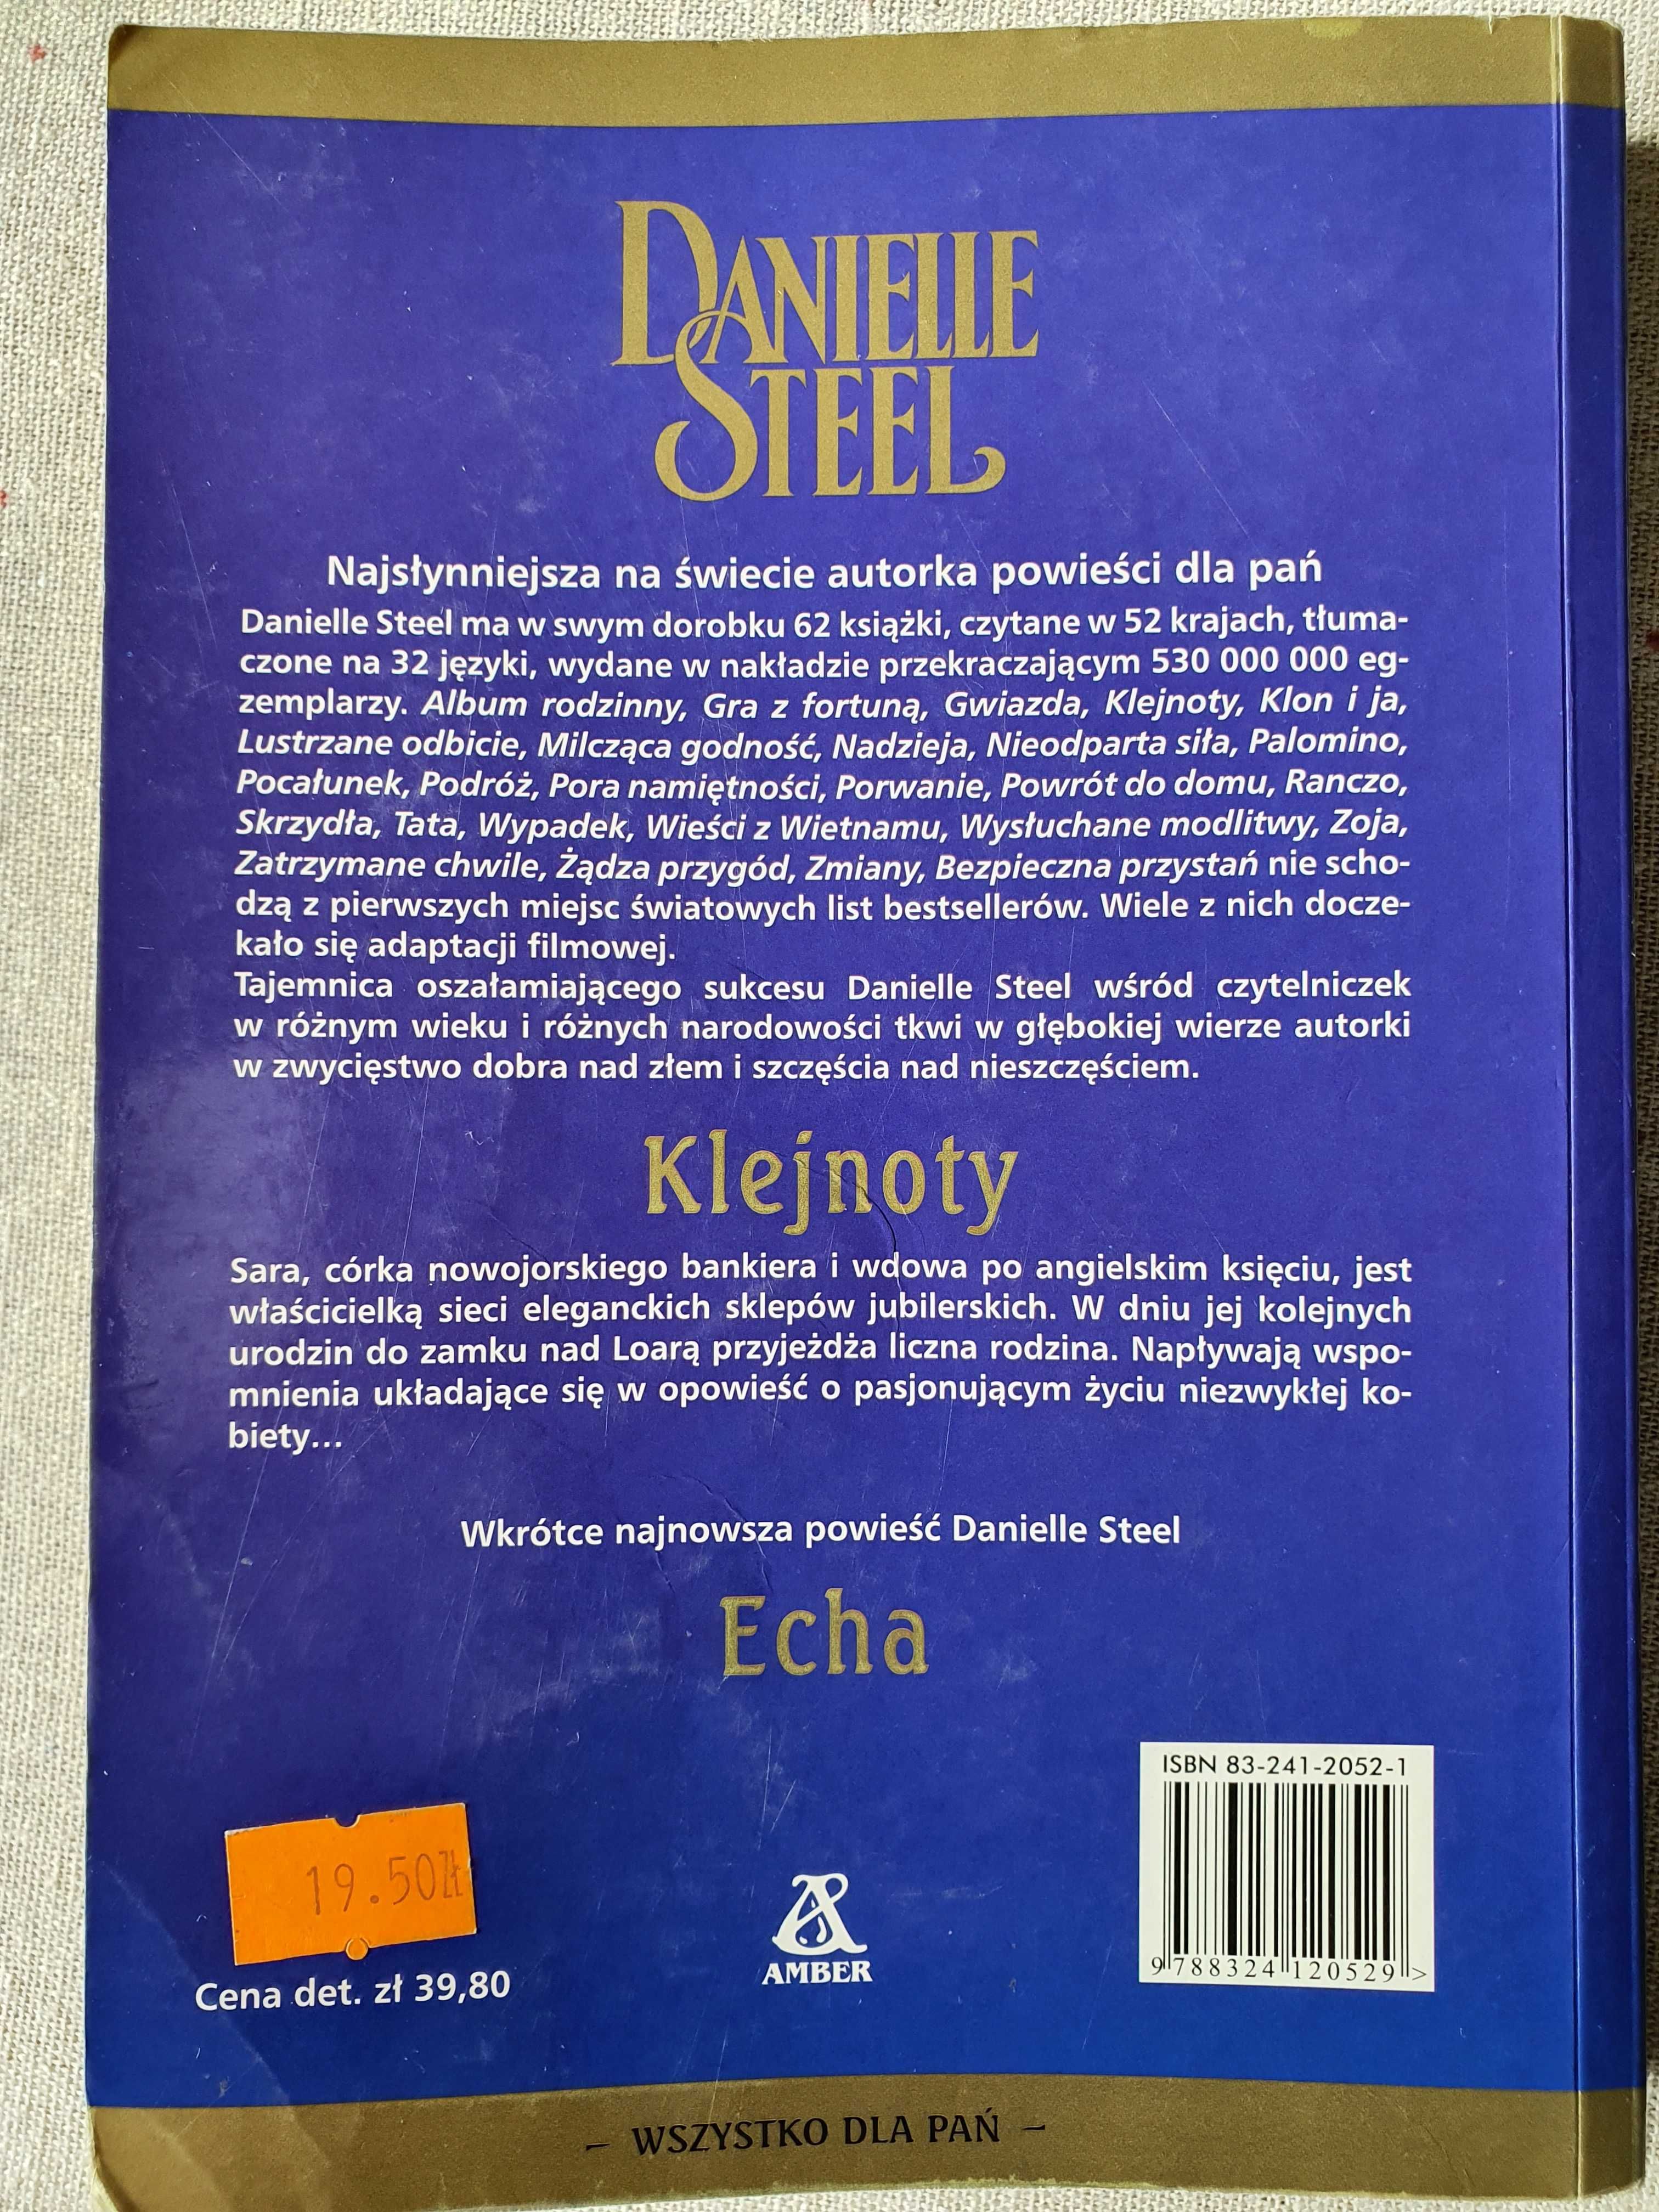 DANIELLE
STEEL
Najsłynniejsza na świecie autorka powieści dla pań
Danielle Steel ma w swym dorobku 62 książki, czytane w 52 krajach, tłuma-
czone na 32 języki, wydane w nakładzie przekraczającym 530 000 000 eg-
zemplarzy. Album rodzinny, Gra z fortuną, Gwiazda, Klejnoty, Klon i ja,
Lustrzane odbicie, Milcząca godność, Nadzieja, Nieodparta siła, Palomino,
Pocałunek, Podróż, Pora namiętności, Porwanie, Powrót do domu, Ranczo,
Skrzydła, Tata, Wypadek, Wieści z Wietnamu, Wysłuchane modlitwy, Zoja,
Zatrzymane chwile, Żądza przygód, Zmiany, Bezpieczna przystań nie scho-
dzą z pierwszych miejsc światowych list bestsellerów. Wiele z nich docze-
kało się adaptacji filmowej.
Tajemnica oszałamiającego sukcesu Danielle Steel wśród czytelniczek
w różnym wieku i różnych narodowości tkwi w głębokiej wierze autorki
w zwycięstwo dobra nad złem i szczęścia nad nieszczęściem.
Klejnoty
Sara, córka nowojorskiego bankiera i wdowa po angielskim księciu, jest
właścicielką sieci eleganckich sklepów jubilerskich. W dniu jej kolejnych
urodzin do zamku nad Loarą przyjeżdża liczna rodzina. Napływają wspo-
mnienia układające się w opowieść o pasjonującym życiu niezwykłej ko-
biety...
Wkrótce najnowsza powieść Danielle Steel
Echa
ISBN 83-241-2052-1
9 788324 120529 >
19.50zł
AMBER
Cena det. zł 39,80
– WSZYSTKO DLA PAŃ –